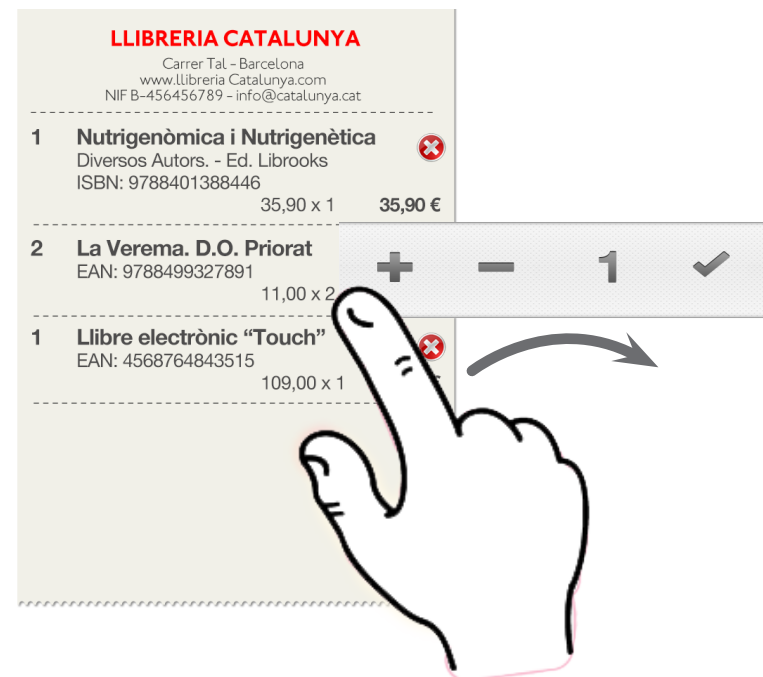 LLIBRERIA CATALUNYA
Carrer Tal - Barcelona
www.llibreria Catalunya.com
NIF B-456456789 - info@catalunya.cat
1 Nutrigenòmica i Nutrigenètica
Diversos Autors. - Ed. Librooks
ISBN: 9788401388446
35,90 x 1 35,90 €
2 La Verema. D.O. Priorat
EAN: 9788499327891
11,00 x 2
+ − 1 ✓
1 Llibre electrònic “Touch”
EAN: 4568764843515
109,00 x 1